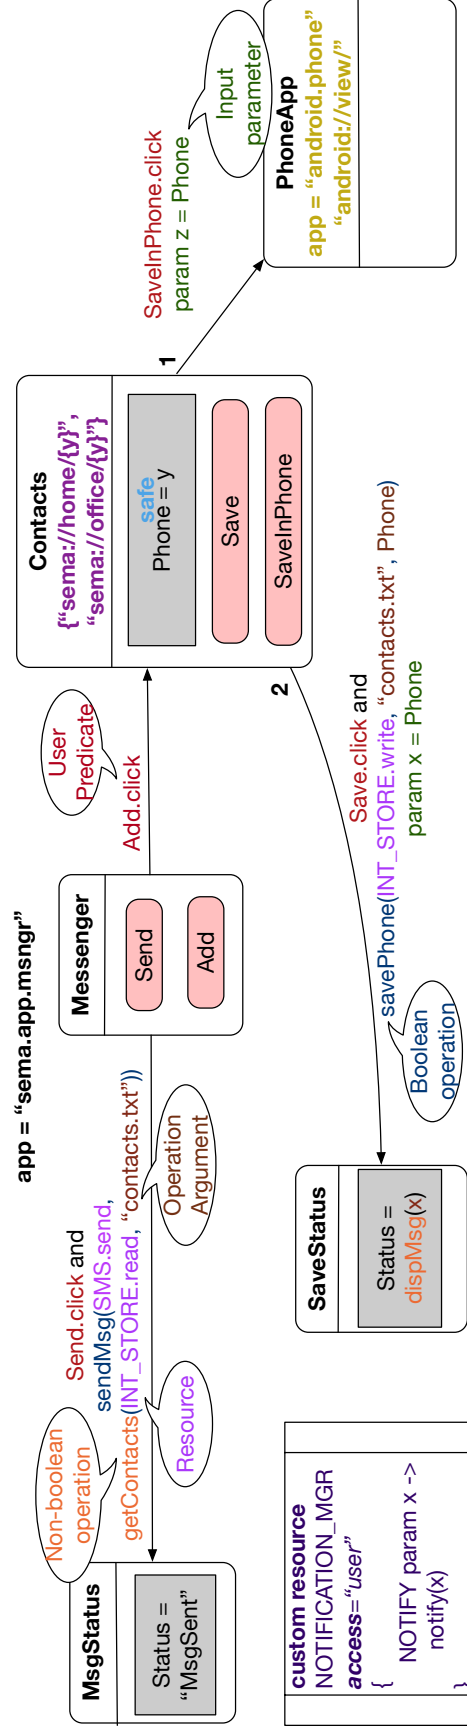 app = “sema.app.msngr”
Non-boolean
operation
Send.click and
sendMsg(SMS.send,
getContacts(INT_STORE.read, “contacts.txt”))
Resource
Operation
Argument
MsgStatus
Status =
“MsgSent”
Messenger
Send
Add
User
Predicate
Add.click
Contacts
{“sema://home/{y}”,
“sema://office/{y}”}
safe
Phone = y
Save
SaveInPhone
1
2
SaveInPhone.click
param z = Phone
Input
parameter
PhoneApp
app = “android.phone”
“android://view/”
Save.click and
savePhone(INT_STORE.write, “contacts.txt”, Phone)
param x = Phone
Boolean
operation
SaveStatus
Status =
dispMsg(x)
custom resource
NOTIFICATION_MGR
access=“user”
{
NOTIFY param x ->
notify(x)
}